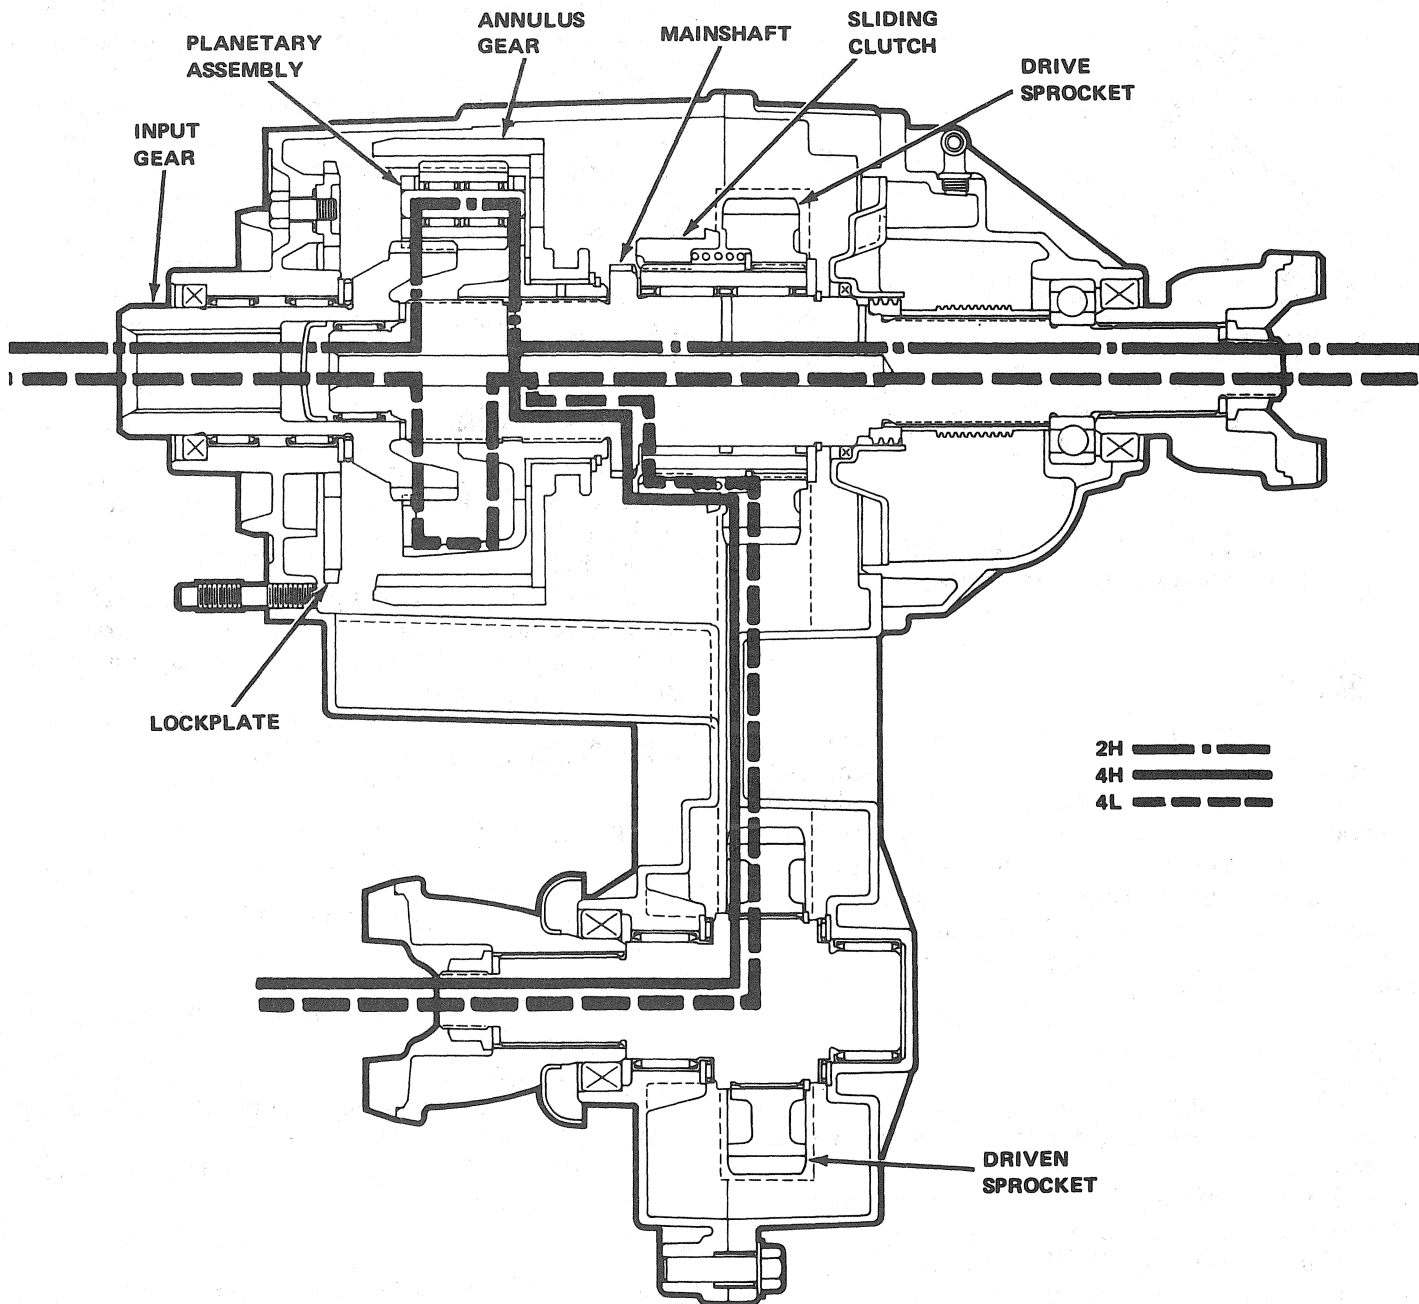 ANNULUS
GEAR
SLIDING
CLUTCH
MAINSHAFT
PLANETARY
ASSEMBLY
DRIVE
SPROCKET
INPUT
GEAR
LOCKPLATE
2H
4H
4L
DRIVEN
SPROCKET